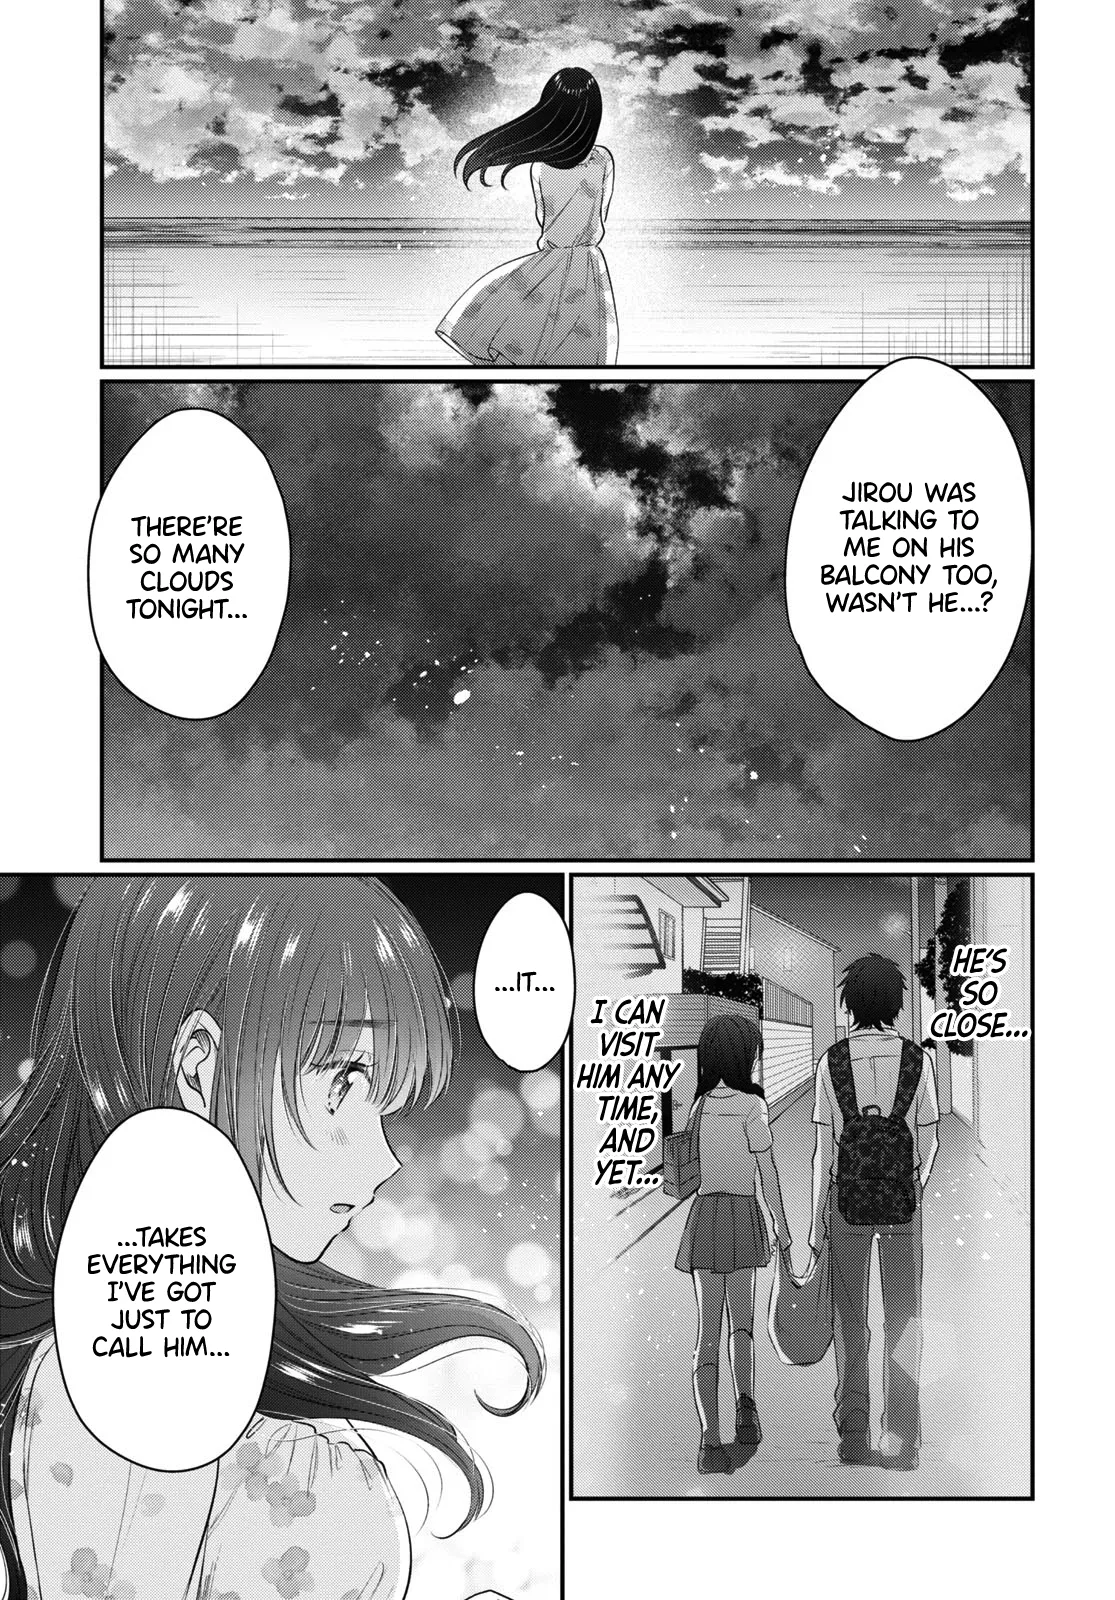 JIROU WAS
TALKING TO
ME ON HIS
BALCONY TOO,
WASN'T HE...?
THERE'RE
SO MANY
CLOUDS
TONIGHT...
HE'S
SO
CLOSE...
I CAN
VISIT
HIM ANY
TIME,
AND
YET...
...IT...
...TAKES
EVERYTHING
I'VE GOT
JUST TO
CALL HIM...